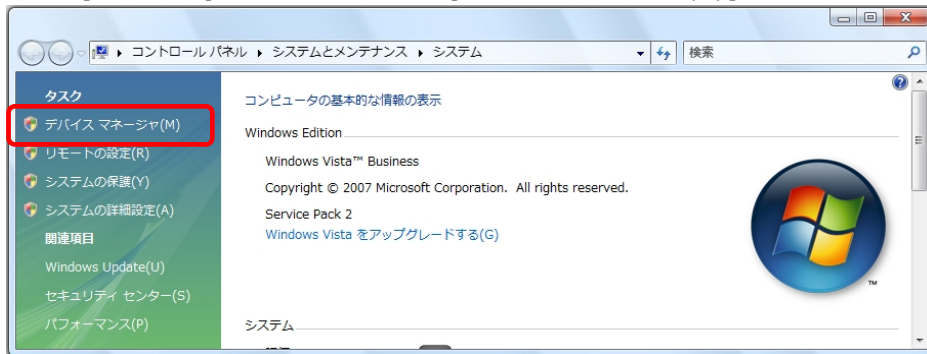 コントロール パネル ▸ システムとメンテナンス ▸ システム
検索
タスク
デバイス マネージャ(M)
リモートの設定(R)
システムの保護(Y)
システムの詳細設定(A)
関連項目
Windows Update(U)
セキュリティ センター(S)
パフォーマンス(P)
コンピュータの基本的な情報の表示
Windows Edition
Windows Vista™ Business
Copyright © 2007 Microsoft Corporation. All rights reserved.
Service Pack 2
Windows Vista をアップグレードする(G)
TM
システム